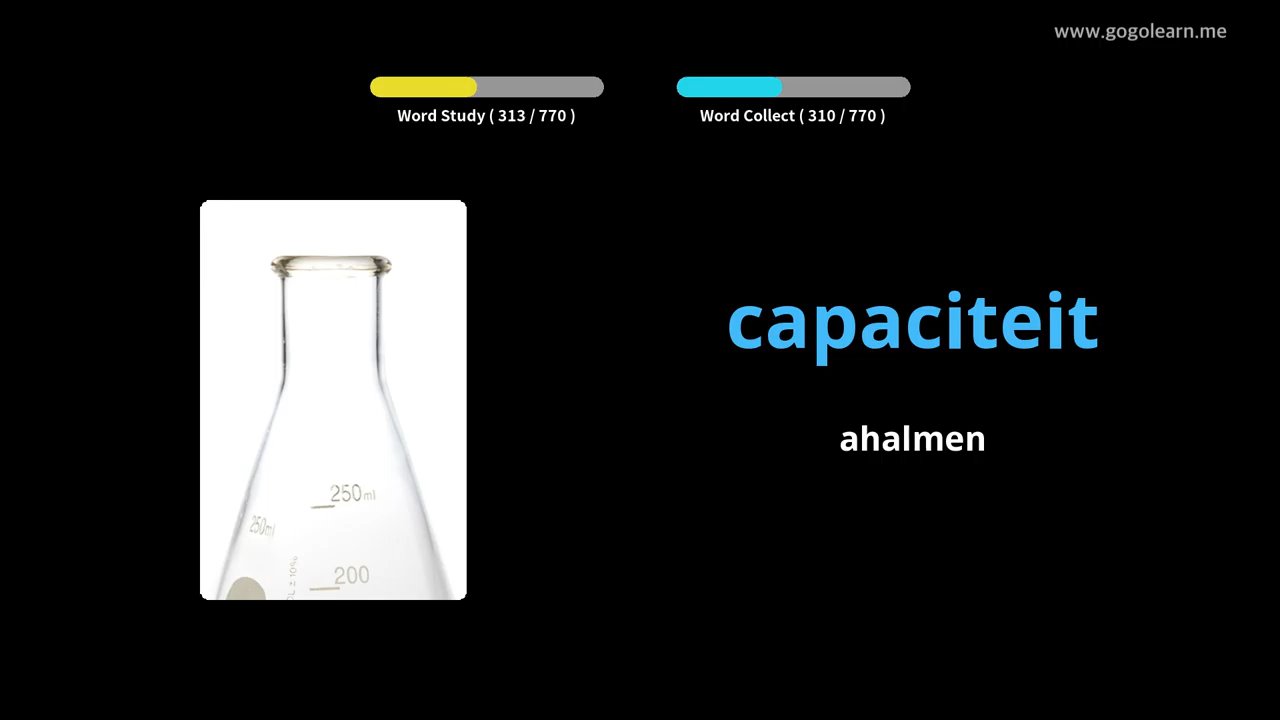 www.gogolearn.me
Word Study ( 313 / 770 )
Word Collect ( 310 / 770 )
capaciteit
ahalmen
250ml
250ml
200